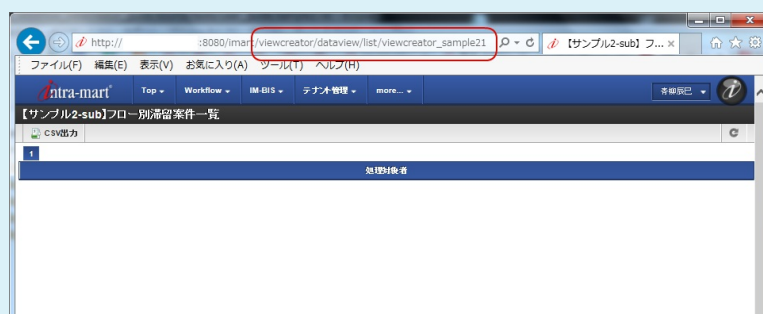 http:// :8080/imart/viewcreator/dataview/list/viewcreator_sample21 【サンプル2-sub】フ...
ファイル(F) 編集(E) 表示(V) お気に入り(A) ツール(T) ヘルプ(H)
intra-mart Top Workflow IM-BIS テナント管理 more... 青柳辰巳
【サンプル2-sub】フロー別滞留案件一覧
CSV出力
1
処理対象者